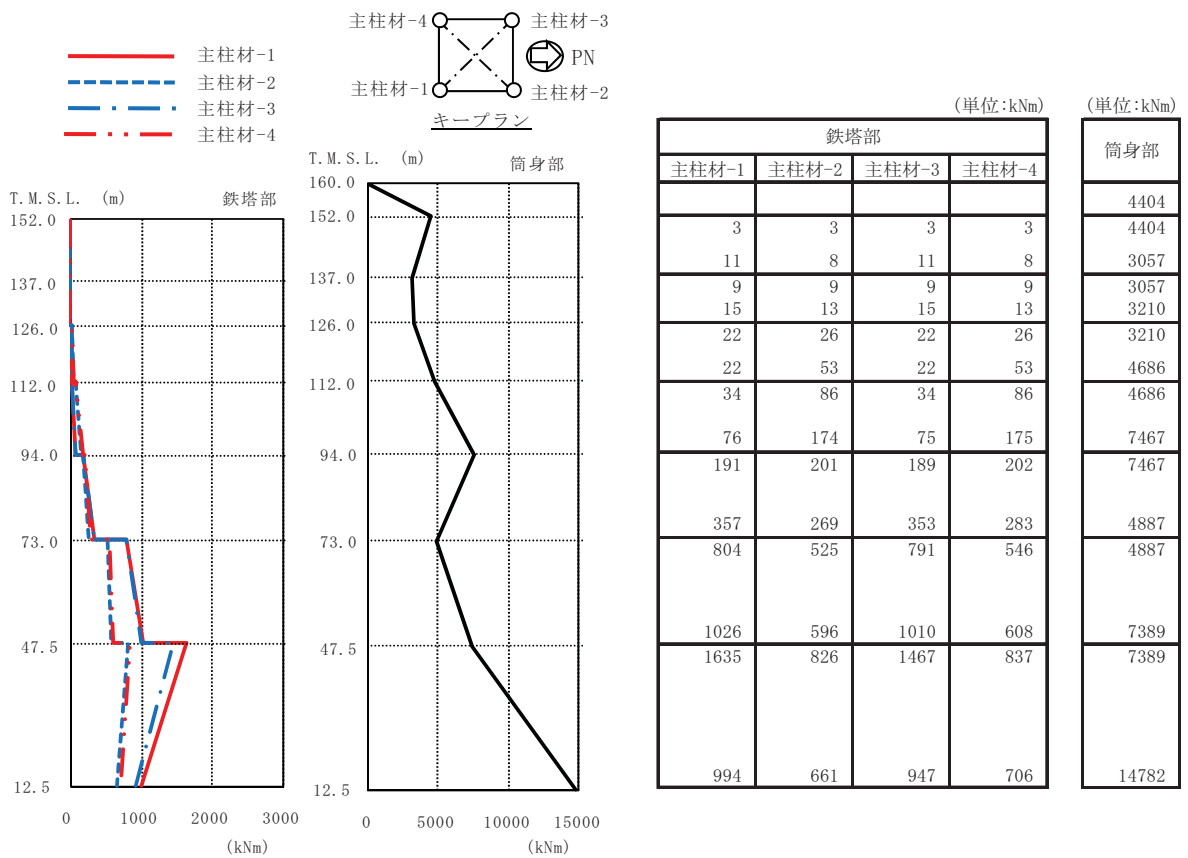 主柱材-1
主柱材-2
主柱材-3
主柱材-4
主柱材-4
主柱材-3
PN
主柱材-1
主柱材-2
キープラン
T.M.S.L. (m)
鉄塔部
152.0
137.0
126.0
112.0
94.0
73.0
47.5
12.5
0 1000 2000 3000
(kNm)
T.M.S.L. (m)
筒身部
160.0
152.0
137.0
126.0
112.0
94.0
73.0
47.5
12.5
0 5000 10000 15000
(kNm)
(単位:kNm)
鉄塔部
主柱材-1 主柱材-2 主柱材-3 主柱材-4
3 3 3 3
11 8 11 8
9 9 9 9
15 13 15 13
22 26 22 26
22 53 22 53
34 86 34 86
76 174 75 175
191 201 189 202
357 269 353 283
804 525 791 546
1026 596 1010 608
1635 826 1467 837
994 661 947 706
(単位:kNm)
筒身部
4404
4404
3057
3057
3210
3210
4686
4686
7467
7467
4887
4887
7389
7389
14782